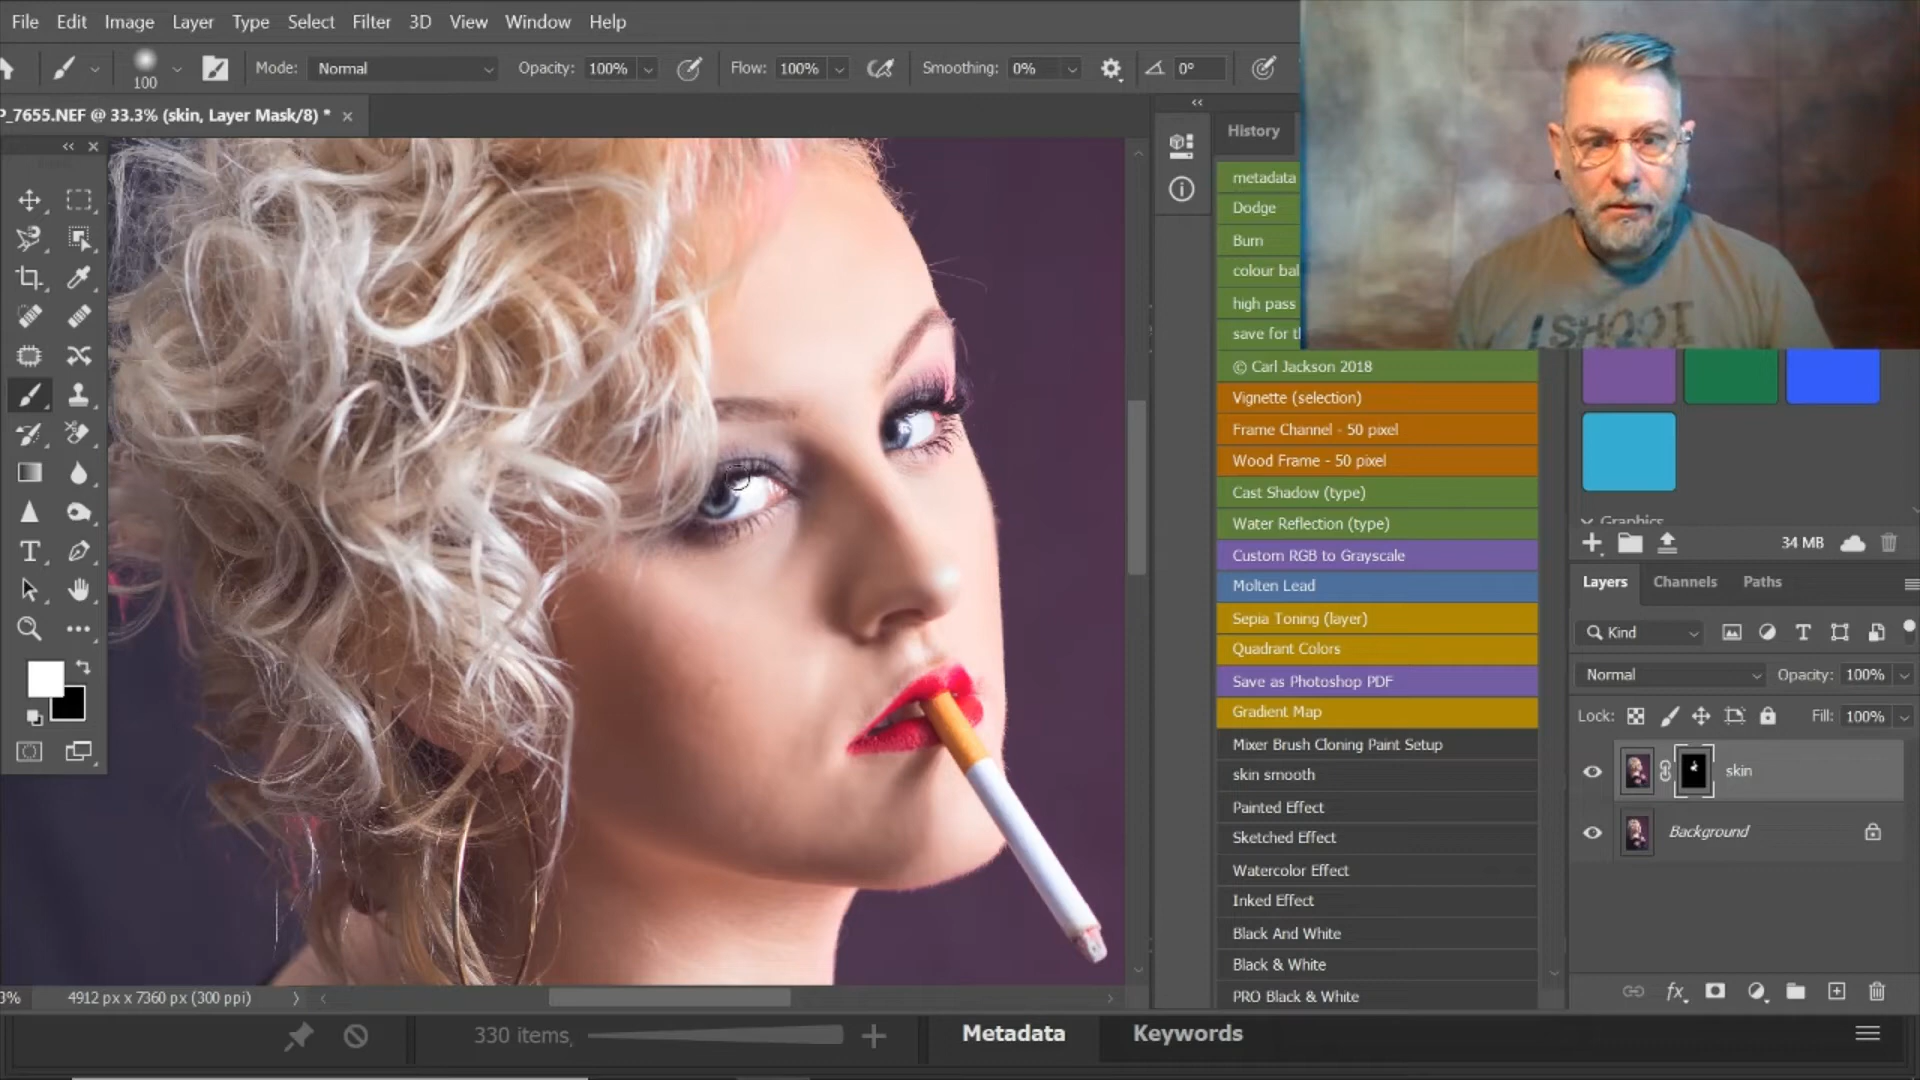 File Edit Image Layer Type Select Filter 3D View Window Help
100 Mode: Normal Opacity: 100% Flow: 100% Smoothing: 0% 0°
P_7655.NEF @ 33.3% (skin, Layer Mask/8) *
History
metadata
Dodge
Burn
colour bal
high pass
save for t
© Carl Jackson 2018
Vignette (selection)
Frame Channel - 50 pixel
Wood Frame - 50 pixel
Cast Shadow (type)
Water Reflection (type)
Custom RGB to Grayscale
Molten Lead
Sepia Toning (layer)
Quadrant Colors
Save as Photoshop PDF
Gradient Map
Mixer Brush Cloning Paint Setup
skin smooth
Painted Effect
Sketched Effect
Watercolor Effect
Inked Effect
Black And White
Black & White
PRO Black & White
I SHOOT
Graphics
34 MB
Layers Channels Paths
Kind
Normal Opacity: 100%
Lock: Fill: 100%
skin
Background
3% 4912 px x 7360 px (300 ppi)
330 items,
Metadata Keywords